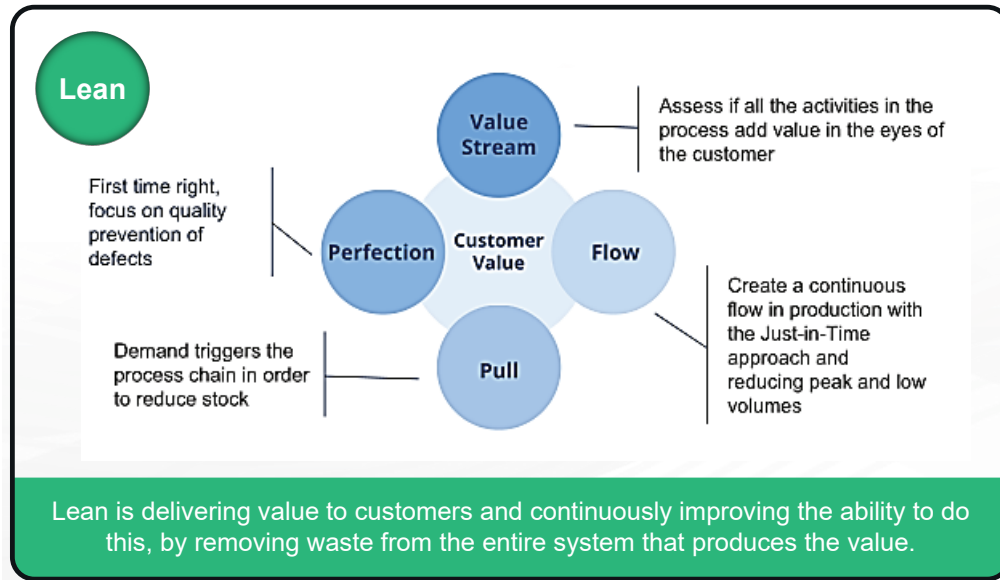 Lean
Value
Stream
Assess if all the activities in the
process add value in the eyes of
the customer
First time right,
focus on quality
prevention of
defects
Perfection
Customer
Value
Flow
Create a continuous
flow in production with
the Just-in-Time
approach and
reducing peak and low
volumes
Demand triggers the
process chain in order
to reduce stock
Pull
Lean is delivering value to customers and continuously improving the ability to do
this, by removing waste from the entire system that produces the value.